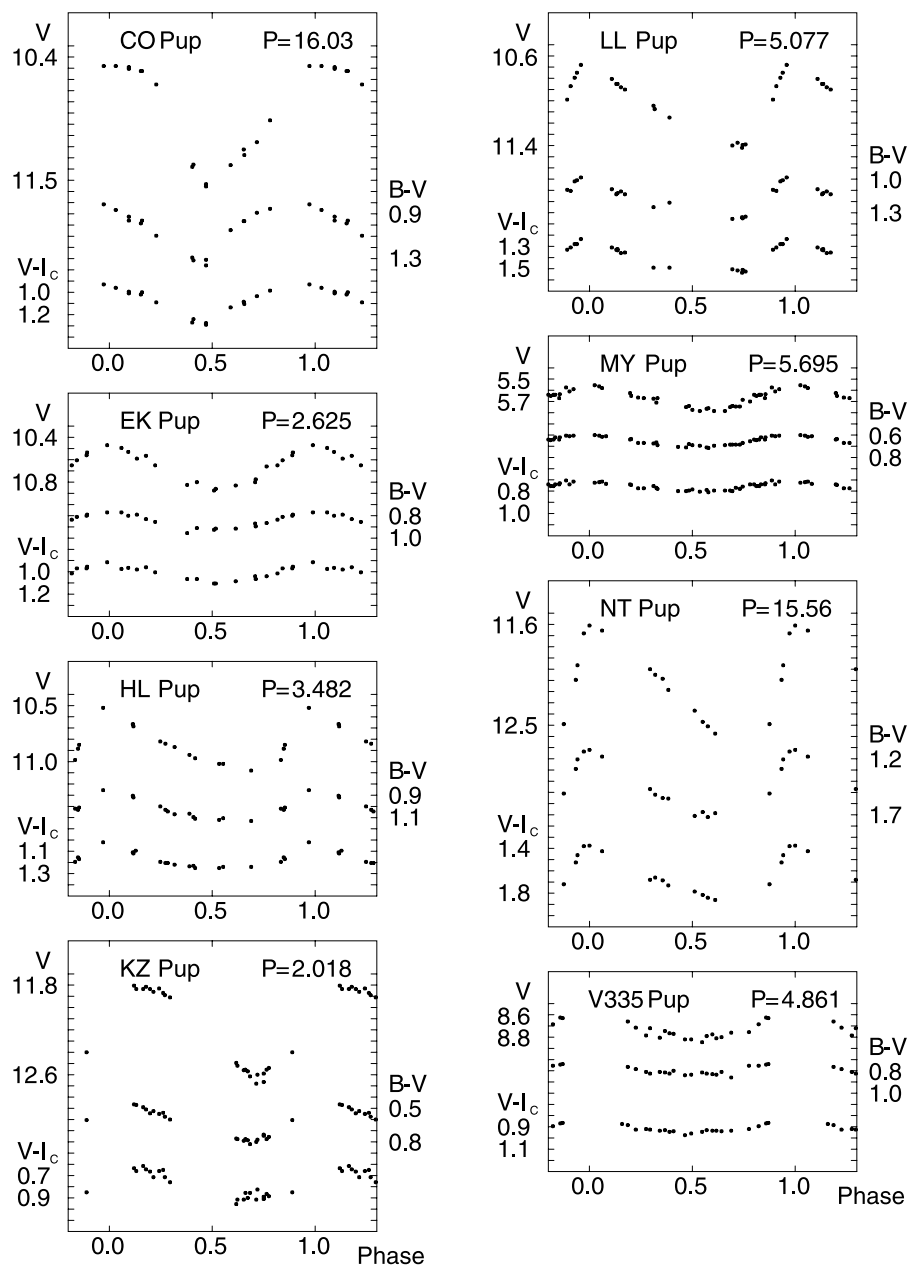 V CO Pup P=16.03
10.4
11.5
B-V
0.9
1.3
V-Ic
1.0
1.2
0.0 0.5 1.0
V EK Pup P=2.625
10.4
10.8
B-V
0.8
1.0
V-Ic
1.0
1.2
0.0 0.5 1.0
V HL Pup P=3.482
10.5
11.0
B-V
0.9
1.1
V-Ic
1.1
1.3
0.0 0.5 1.0
V KZ Pup P=2.018
11.8
12.6
B-V
0.5
0.8
V-Ic
0.7
0.9
0.0 0.5 1.0
Phase
V LL Pup P=5.077
10.6
11.4
B-V
1.0
1.3
V-Ic
1.3
1.5
0.0 0.5 1.0
V MY Pup P=5.695
5.5
5.7
B-V
0.6
0.8
V-Ic
0.8
1.0
0.0 0.5 1.0
V NT Pup P=15.56
11.6
12.5
B-V
1.2
1.7
V-Ic
1.4
1.8
0.0 0.5 1.0
V V335 Pup P=4.861
8.6
8.8
B-V
0.8
1.0
V-Ic
0.9
1.1
0.0 0.5 1.0
Phase